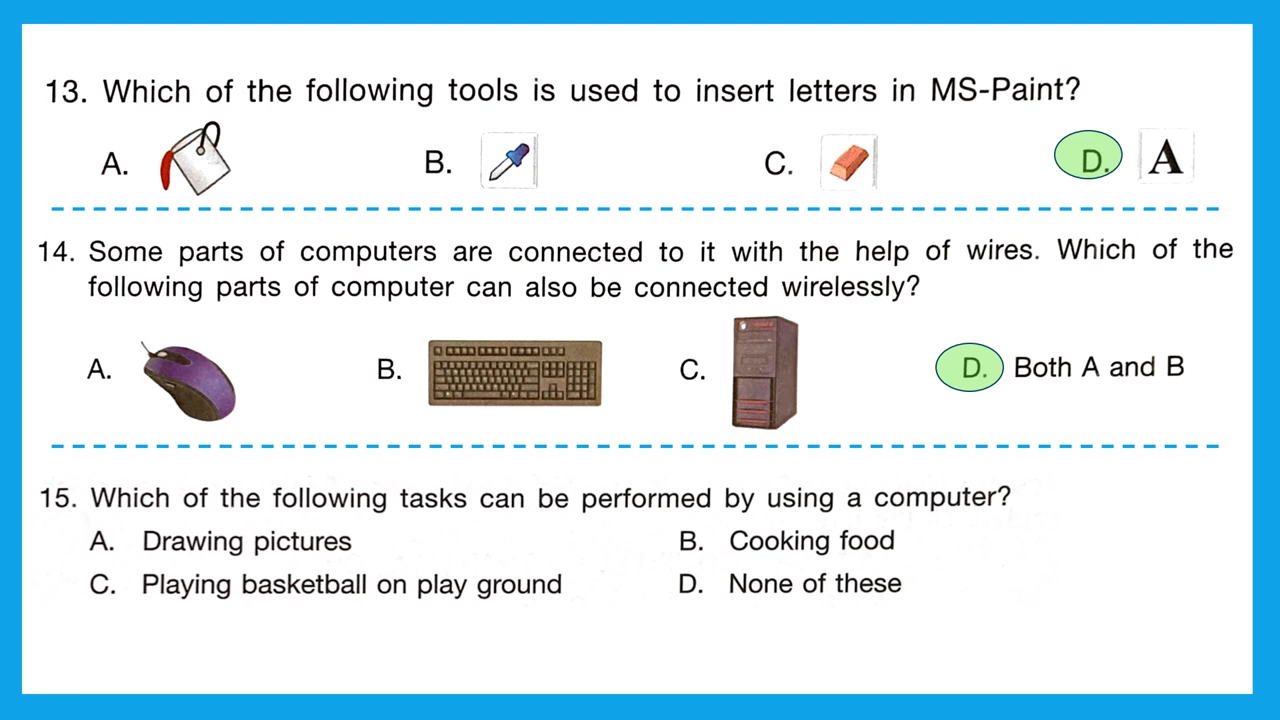 13. Which of the following tools is used to insert letters in MS-Paint?
A. B. C. D. A
14. Some parts of computers are connected to it with the help of wires. Which of the
following parts of computer can also be connected wirelessly?
A. B. C. D. Both A and B
15. Which of the following tasks can be performed by using a computer?
A. Drawing pictures B. Cooking food
C. Playing basketball on play ground D. None of these